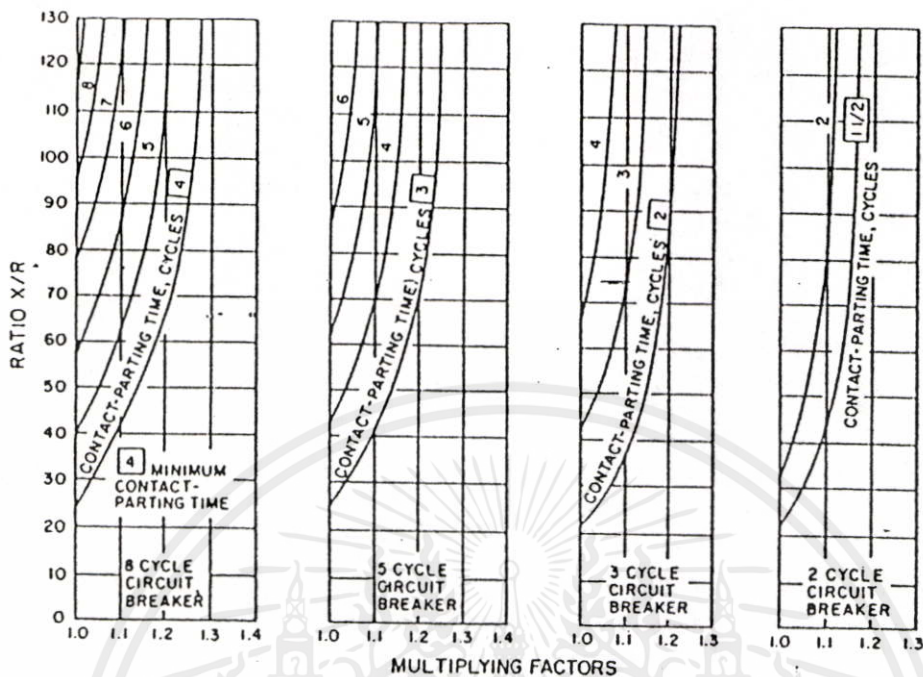 130
120
110
100
90
80
70
60
50
40
30
20
10
0
RATIO X/R
8
7
6
5
4
CONTACT-PARTING TIME, CYCLES
4 MINIMUM
CONTACT-
PARTING TIME
8 CYCLE
CIRCUIT
BREAKER
1.0 1.1 1.2 1.3 1.4
6
5
4
3
CONTACT-PARTING TIME) CYCLES
5 CYCLE
CIRCUIT
BREAKER
1.0 1.1 1.2 1.3 1.4
4
3
2
CONTACT-PARTING TIME, CYCLES
3 CYCLE
CIRCUIT
BREAKER
1.0 1.1 1.2 1.3
2
1 1/2
CONTACT-PARTING TIME, CYCLES
2 CYCLE
CIRCUIT
BREAKER
1.0 1.1 1.2 1.3
MULTIPLYING FACTORS